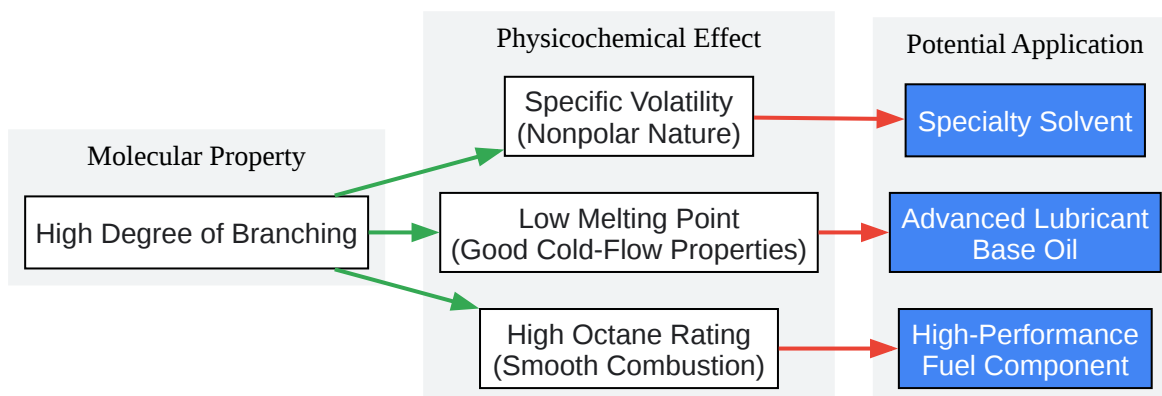 Molecular Property
High Degree of Branching
Physicochemical Effect
Specific Volatility
(Nonpolar Nature)
Low Melting Point
(Good Cold-Flow Properties)
High Octane Rating
(Smooth Combustion)
Potential Application
Specialty Solvent
Advanced Lubricant
Base Oil
High-Performance
Fuel Component